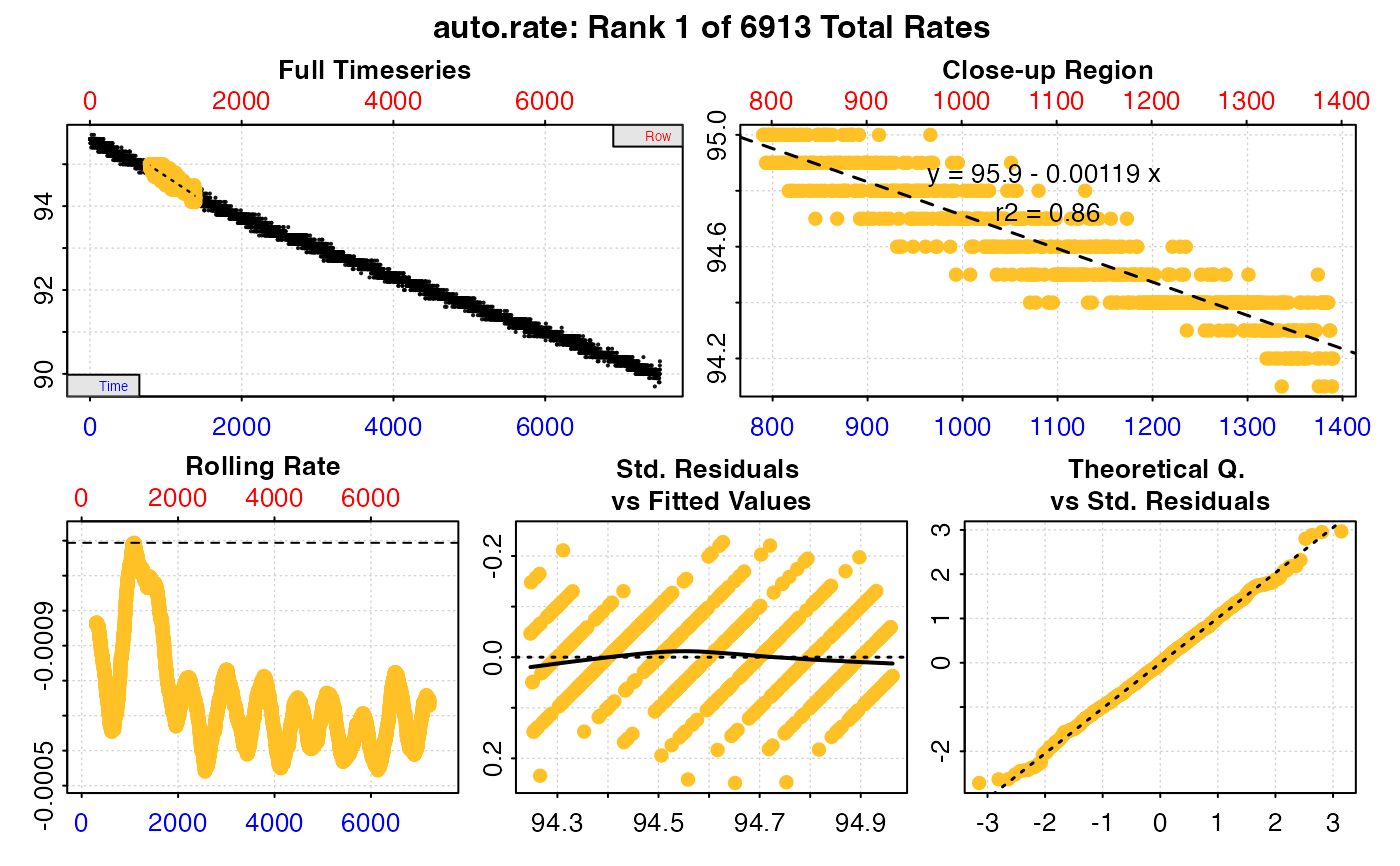 auto.rate: Rank 1 of 6913 Total Rates
Full Timeseries
0 2000 4000 6000
Row
94
92
90
Time
0 2000 4000 6000
Close-up Region
800 900 1000 1100 1200 1300 1400
95.0
94.6
94.2
y = 95.9 - 0.00119 x
r2 = 0.86
800 900 1000 1100 1200 1300 1400
Rolling Rate
0 2000 4000 6000
-0.0009
-0.0005
0 2000 4000 6000
Std. Residuals
vs Fitted Values
-0.2
0.0
0.2
94.3 94.5 94.7 94.9
Theoretical Q.
vs Std. Residuals
3
2
1
0
-2
-3 -2 -1 0 1 2 3